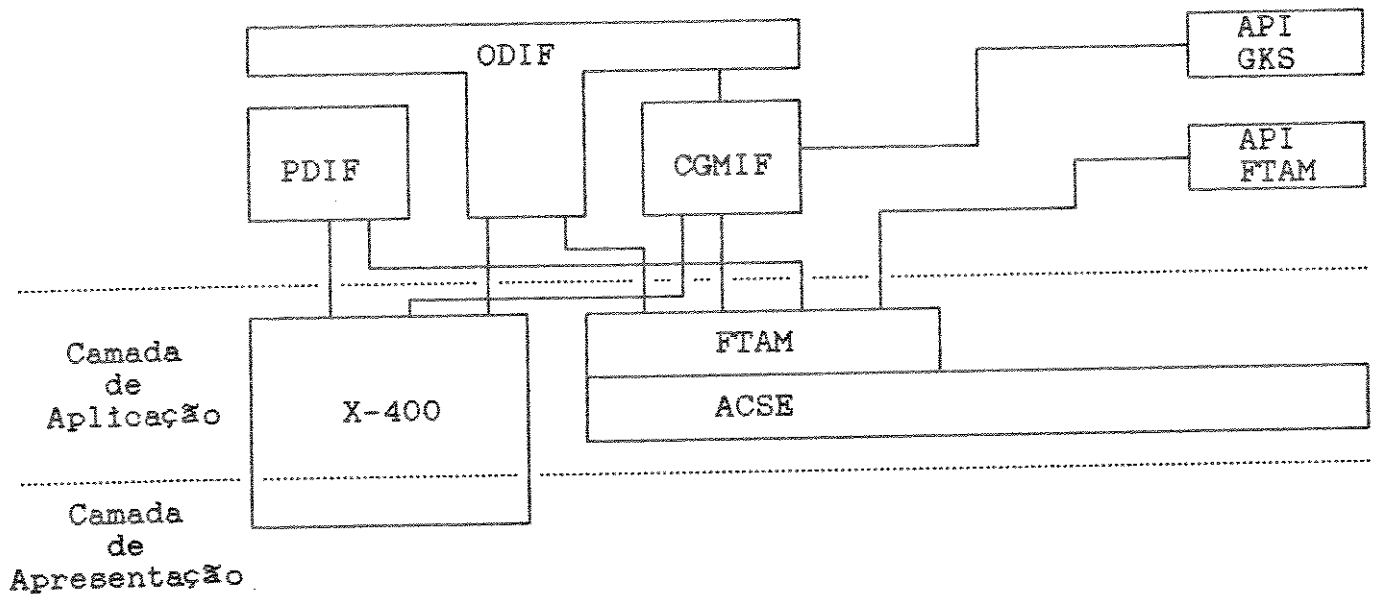 ODIF
API
GKS
PDIF
CGMIF
API
FTAM
Camada
de
Aplicação
X-400
FTAM
ACSE
Camada
de
Apresentação